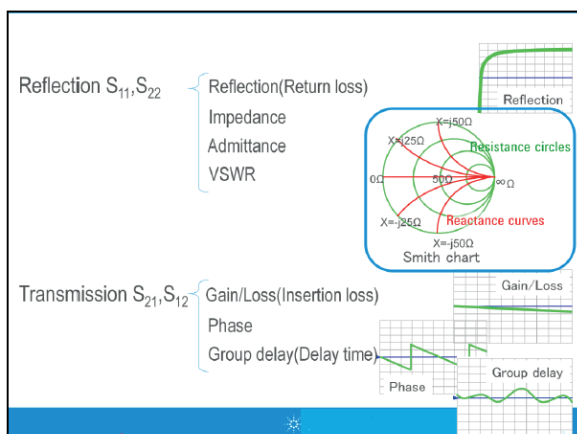 Reflection S11,S22
Reflection(Return loss)
Impedance
Admittance
VSWR
Reflection
X=j50Ω
X=j25Ω
Resistance circles
0Ω
50Ω
∞Ω
Reactance curves
X=-j25Ω
X=-j50Ω
Smith chart
Transmission S21,S12
Gain/Loss(Insertion loss)
Phase
Group delay(Delay time)
Gain/Loss
Phase
Group delay